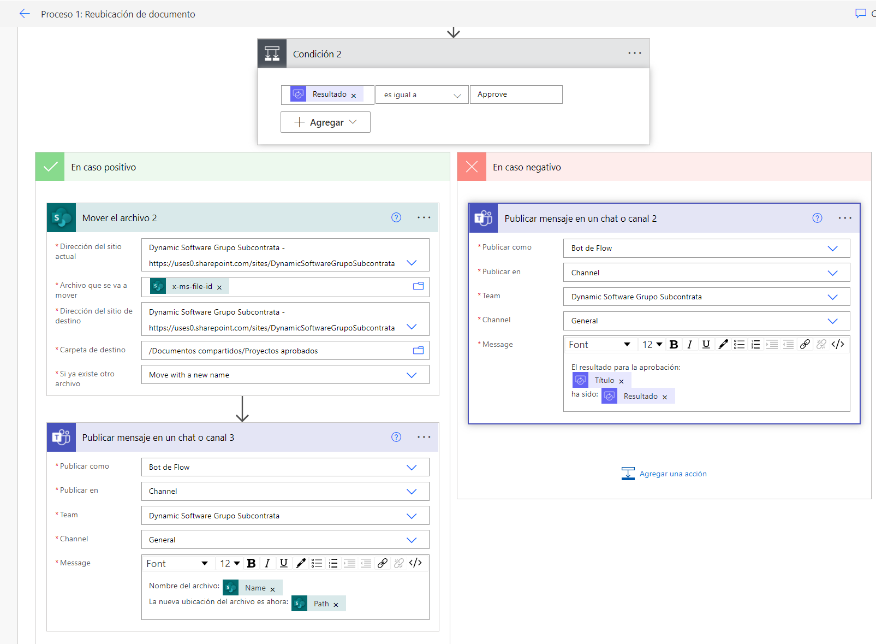 Proceso 1: Reubicación de documento
Condición 2
Resultado x es igual a Approve
Agregar
En caso positivo
Mover el archivo 2
* Dirección del sitio actual
Dynamic Software Grupo Subcontrata -
https://uses0.sharepoint.com/sites/DynamicSoftwareGrupoSubcontrata
* Archivo que se va a mover
x-ms-file-id x
* Dirección del sitio de destino
Dynamic Software Grupo Subcontrata -
https://uses0.sharepoint.com/sites/DynamicSoftwareGrupoSubcontrata
* Carpeta de destino
/Documentos compartidos/Proyectos aprobados
* Si ya existe otro archivo
Move with a new name
Publicar mensaje en un chat o canal 3
* Publicar como
Bot de Flow
* Publicar en
Channel
* Team
Dynamic Software Grupo Subcontrata
* Channel
General
* Message
Font 12 B I U </>
Nombre del archivo: Name x
La nueva ubicación del archivo es ahora: Path x
En caso negativo
Publicar mensaje en un chat o canal 2
* Publicar como
Bot de Flow
* Publicar en
Channel
* Team
Dynamic Software Grupo Subcontrata
* Channel
General
* Message
Font 12 B I U </>
El resultado para la aprobación:
Título x
ha sido: Resultado x
Agregar una acción